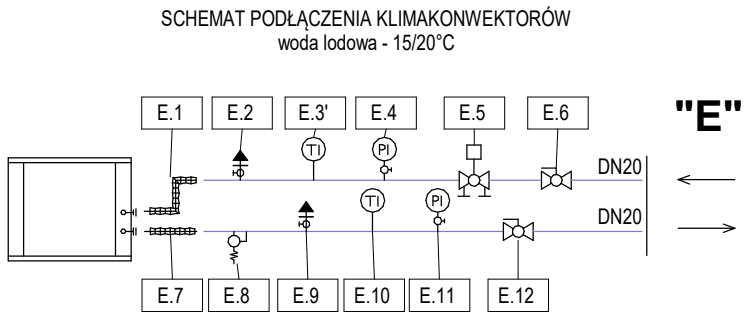 SCHEMAT PODŁĄCZENIA KLIMAKONWEKTORÓW
woda lodowa - 15/20°C
E.1 E.2 E.3' E.4 E.5 E.6 "E"
TI PI DN20
TI PI DN20
E.7 E.8 E.9 E.10 E.11 E.12